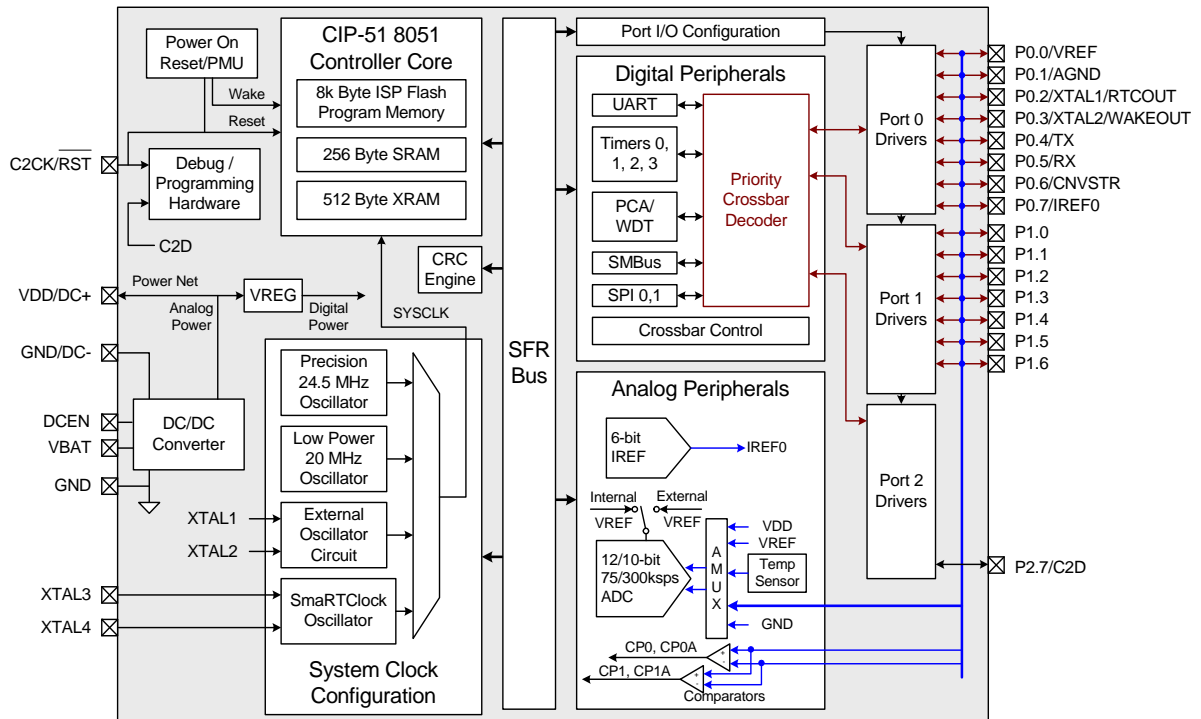 Power On
Reset/PMU
Wake
Reset
C2CK/RST
Debug /
Programming
Hardware
C2D
CIP-51 8051
Controller Core
8k Byte ISP Flash
Program Memory
256 Byte SRAM
512 Byte XRAM
CRC
Engine
VDD/DC+
Power Net
VREG
Analog
Power
Digital
Power
SYSCLK
GND/DC-
DCEN
VBAT
GND
DC/DC
Converter
XTAL1
XTAL2
XTAL3
XTAL4
Precision
24.5 MHz
Oscillator
Low Power
20 MHz
Oscillator
External
Oscillator
Circuit
SmaRTClock
Oscillator
System Clock
Configuration
SFR
Bus
Port I/O Configuration
Digital Peripherals
UART
Timers 0,
1, 2, 3
PCA/
WDT
SMBus
SPI 0,1
Priority
Crossbar
Decoder
Crossbar Control
Analog Peripherals
6-bit
IREF
IREF0
Internal
VREF
External
VREF
12/10-bit
75/300ksps
ADC
A
M
U
X
VDD
VREF
Temp
Sensor
GND
CP0, CP0A
+
-
CP1, CP1A
+
-
Comparators
Port 0
Drivers
Port 1
Drivers
Port 2
Drivers
P0.0/VREF
P0.1/AGND
P0.2/XTAL1/RTCOUT
P0.3/XTAL2/WAKEOUT
P0.4/TX
P0.5/RX
P0.6/CNVSTR
P0.7/IREF0
P1.0
P1.1
P1.2
P1.3
P1.4
P1.5
P1.6
P2.7/C2D